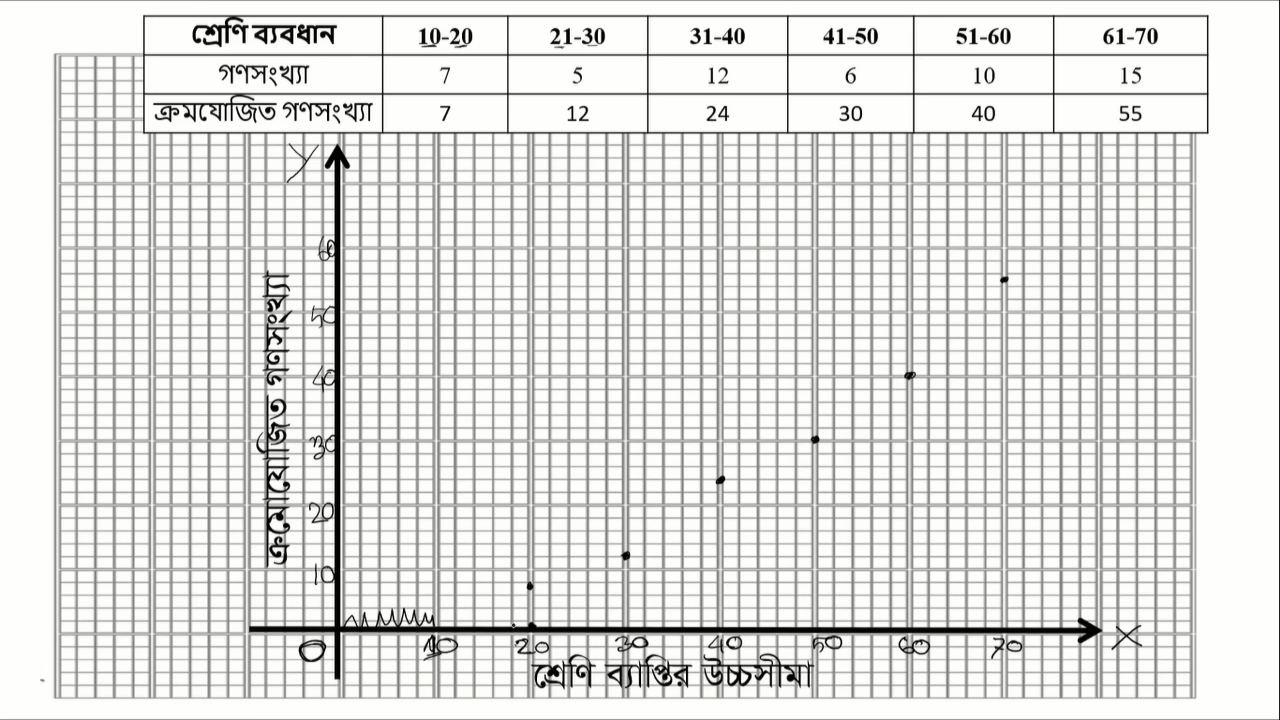 শ্রেণি ব্যবধান 10-20 21-30 31-40 41-50 51-60 61-70
গণসংখ্যা 7 5 12 6 10 15
ক্রমযোজিত গণসংখ্যা 7 12 24 30 40 55
Y
60
50
40
30
20
10
ক্রমোযোজিত গণসংখ্যা
0 10 20 30 40 50 60 70 X
শ্রেণি ব্যাপ্তির উচ্চসীমা